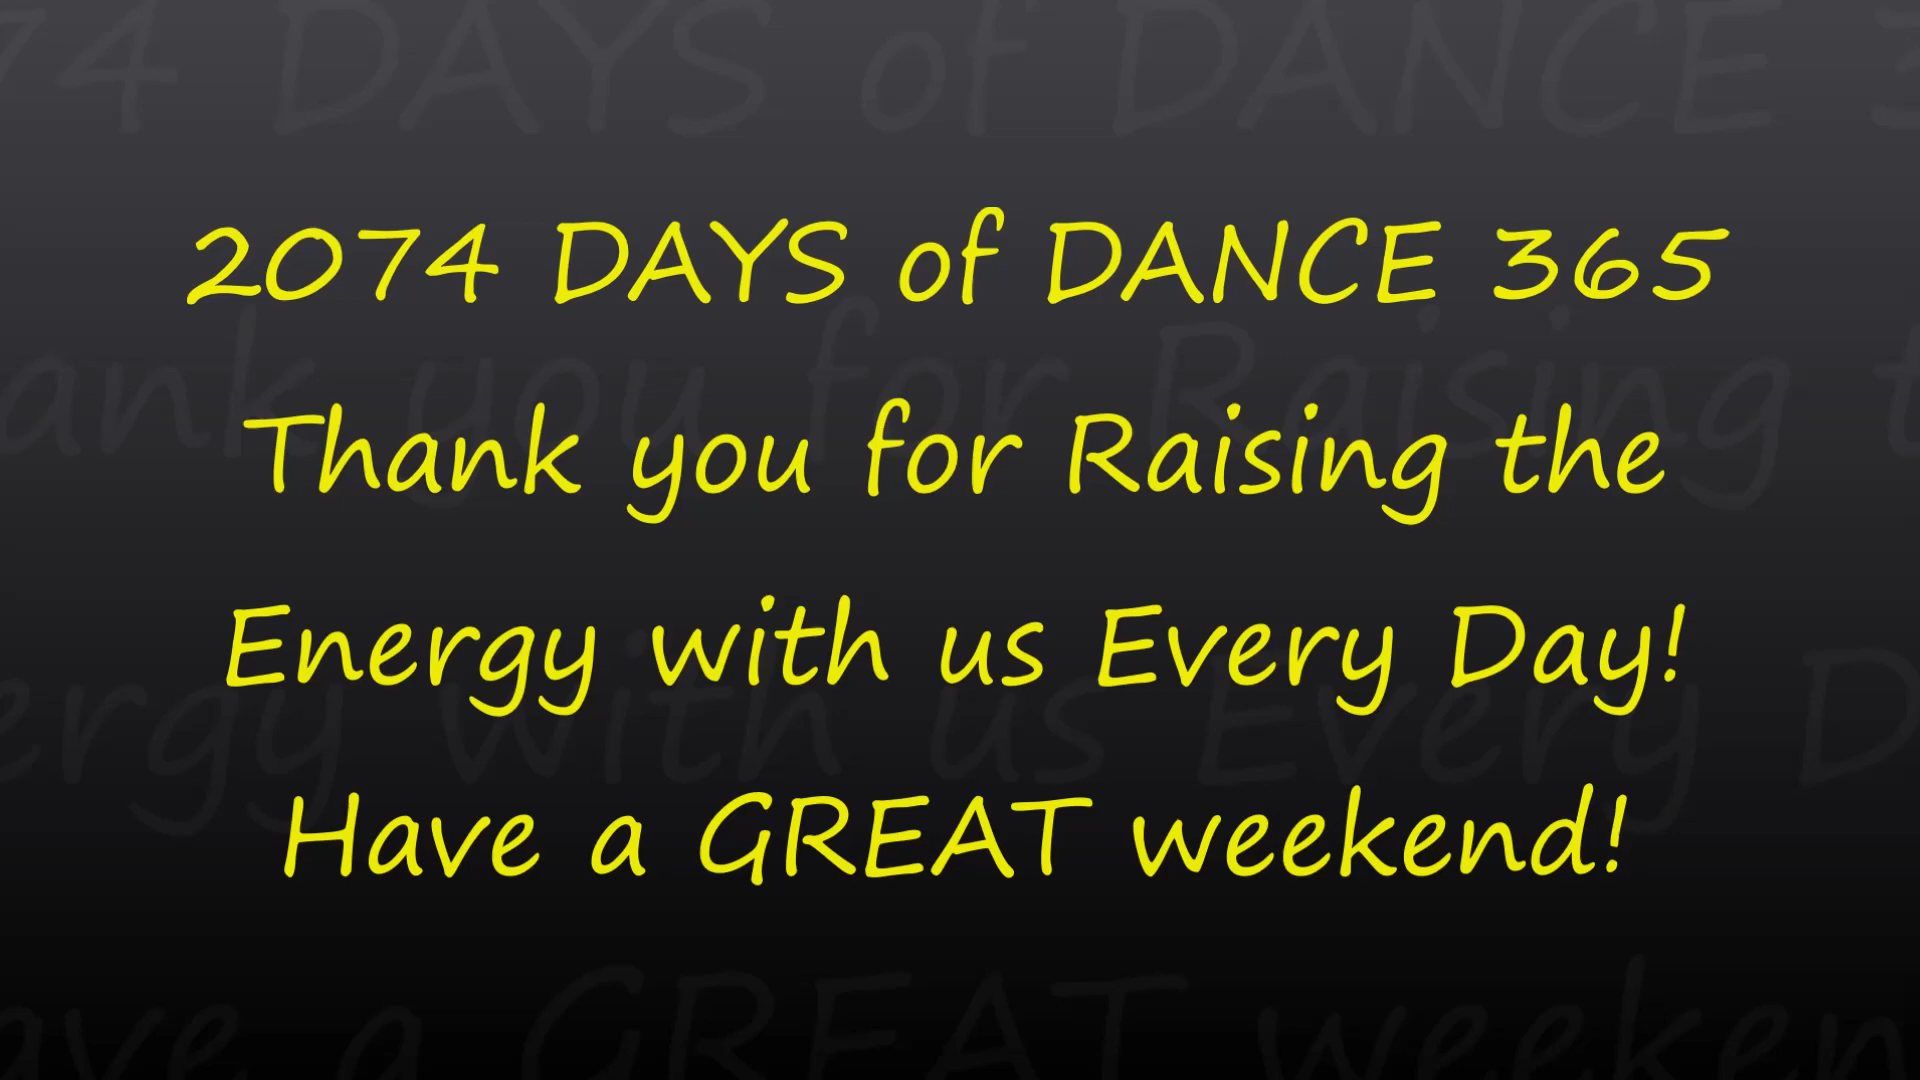 2074 DAYS of DANCE 365
Thank you for Raising the
Energy with us Every Day!
Have a GREAT weekend!